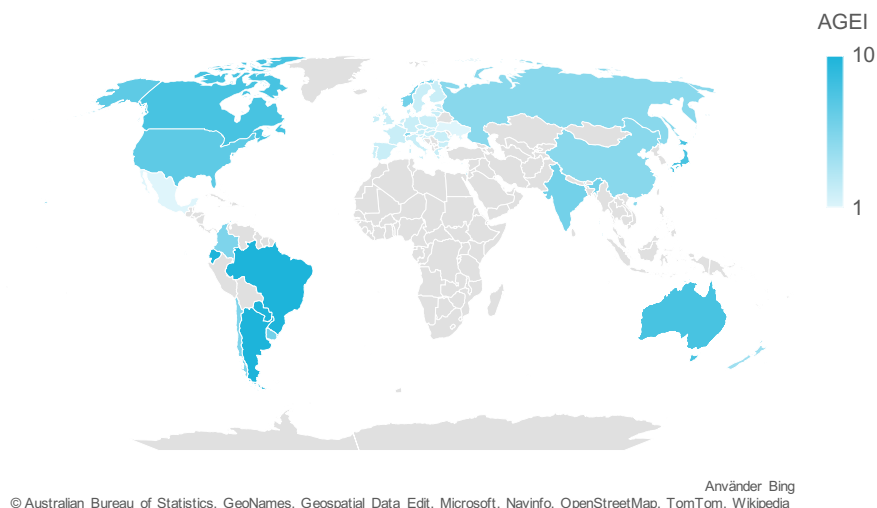 AGEI
10
1
Använder Bing
© Australian Bureau of Statistics, GeoNames, Geospatial Data Edit, Microsoft, Navinfo, OpenStreetMap, TomTom, Wikipedia